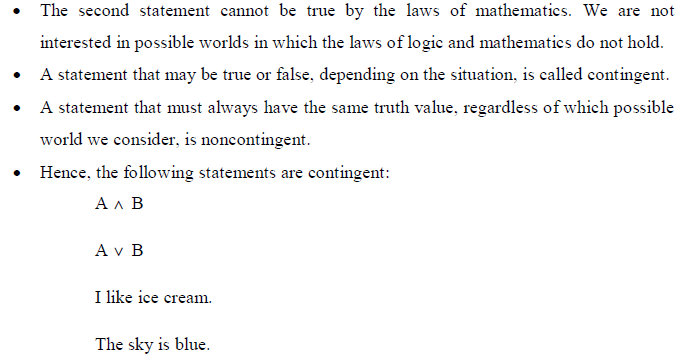 • The second statement cannot be true by the laws of mathematics. We are not
interested in possible worlds in which the laws of logic and mathematics do not hold.
• A statement that may be true or false, depending on the situation, is called contingent.
• A statement that must always have the same truth value, regardless of which possible
world we consider, is noncontingent.
• Hence, the following statements are contingent:
A ∧ B
A ∨ B
I like ice cream.
The sky is blue.